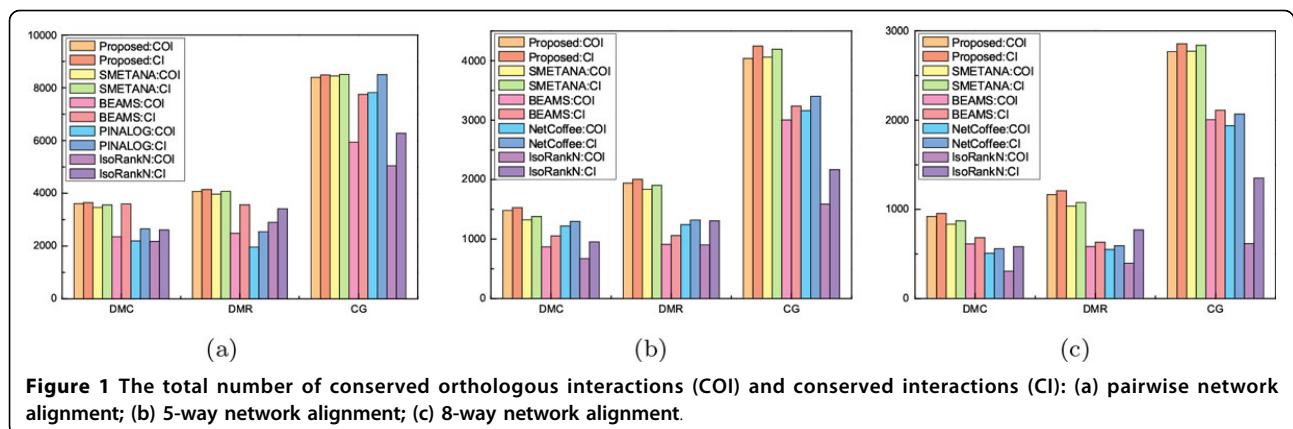 10000
8000
6000
4000
2000
0
Proposed:COI
Proposed:CI
SMETANA:COI
SMETANA:CI
BEAMS:COI
BEAMS:CI
PINALOG:COI
PINALOG:CI
IsoRankN:COI
IsoRankN:CI
DMC DMR CG
(a)
4000
3000
2000
1000
0
Proposed:COI
Proposed:CI
SMETANA:COI
SMETANA:CI
BEAMS:COI
BEAMS:CI
NetCoffee:COI
NetCoffee:CI
IsoRankN:COI
IsoRankN:CI
DMC DMR CG
(b)
3000
2000
1000
0
Proposed:COI
Proposed:CI
SMETANA:COI
SMETANA:CI
BEAMS:COI
BEAMS:CI
NetCoffee:COI
NetCoffee:CI
IsoRankN:COI
IsoRankN:CI
DMC DMR CG
(c)
Figure 1 The total number of conserved orthologous interactions (COI) and conserved interactions (CI): (a) pairwise network
alignment; (b) 5-way network alignment; (c) 8-way network alignment.